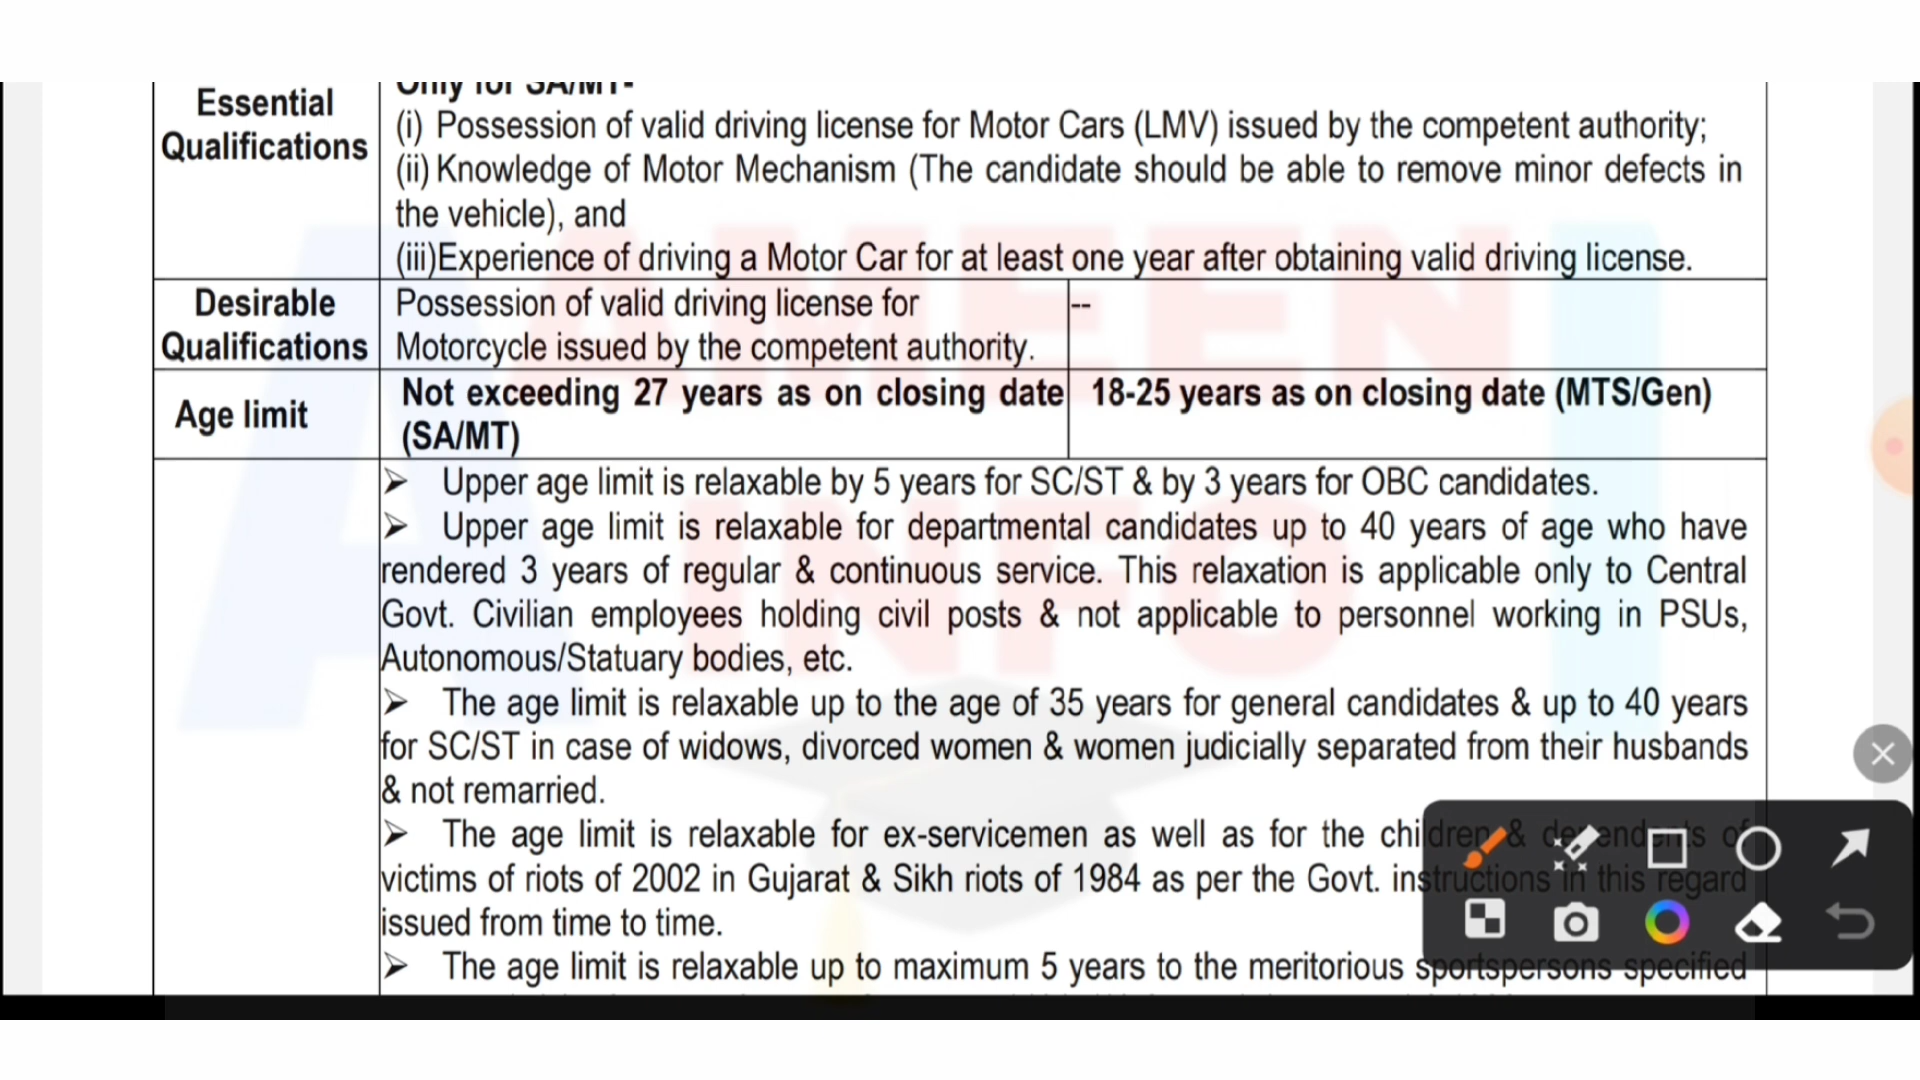 Essential
Qualifications
Only for SA/MT-
(i) Possession of valid driving license for Motor Cars (LMV) issued by the competent authority;
(ii) Knowledge of Motor Mechanism (The candidate should be able to remove minor defects in
the vehicle), and
(iii)Experience of driving a Motor Car for at least one year after obtaining valid driving license.
Desirable
Qualifications
Possession of valid driving license for
Motorcycle issued by the competent authority.
--
Age limit
Not exceeding 27 years as on closing date
(SA/MT)
18-25 years as on closing date (MTS/Gen)
➢ Upper age limit is relaxable by 5 years for SC/ST & by 3 years for OBC candidates.
➢ Upper age limit is relaxable for departmental candidates up to 40 years of age who have
rendered 3 years of regular & continuous service. This relaxation is applicable only to Central
Govt. Civilian employees holding civil posts & not applicable to personnel working in PSUs,
Autonomous/Statuary bodies, etc.
➢ The age limit is relaxable up to the age of 35 years for general candidates & up to 40 years
for SC/ST in case of widows, divorced women & women judicially separated from their husbands
& not remarried.
➢ The age limit is relaxable for ex-servicemen as well as for the children & dependents of
victims of riots of 2002 in Gujarat & Sikh riots of 1984 as per the Govt. instructions in this regard
issued from time to time.
➢ The age limit is relaxable up to maximum 5 years to the meritorious sportspersons specified
AMEEN
INFO